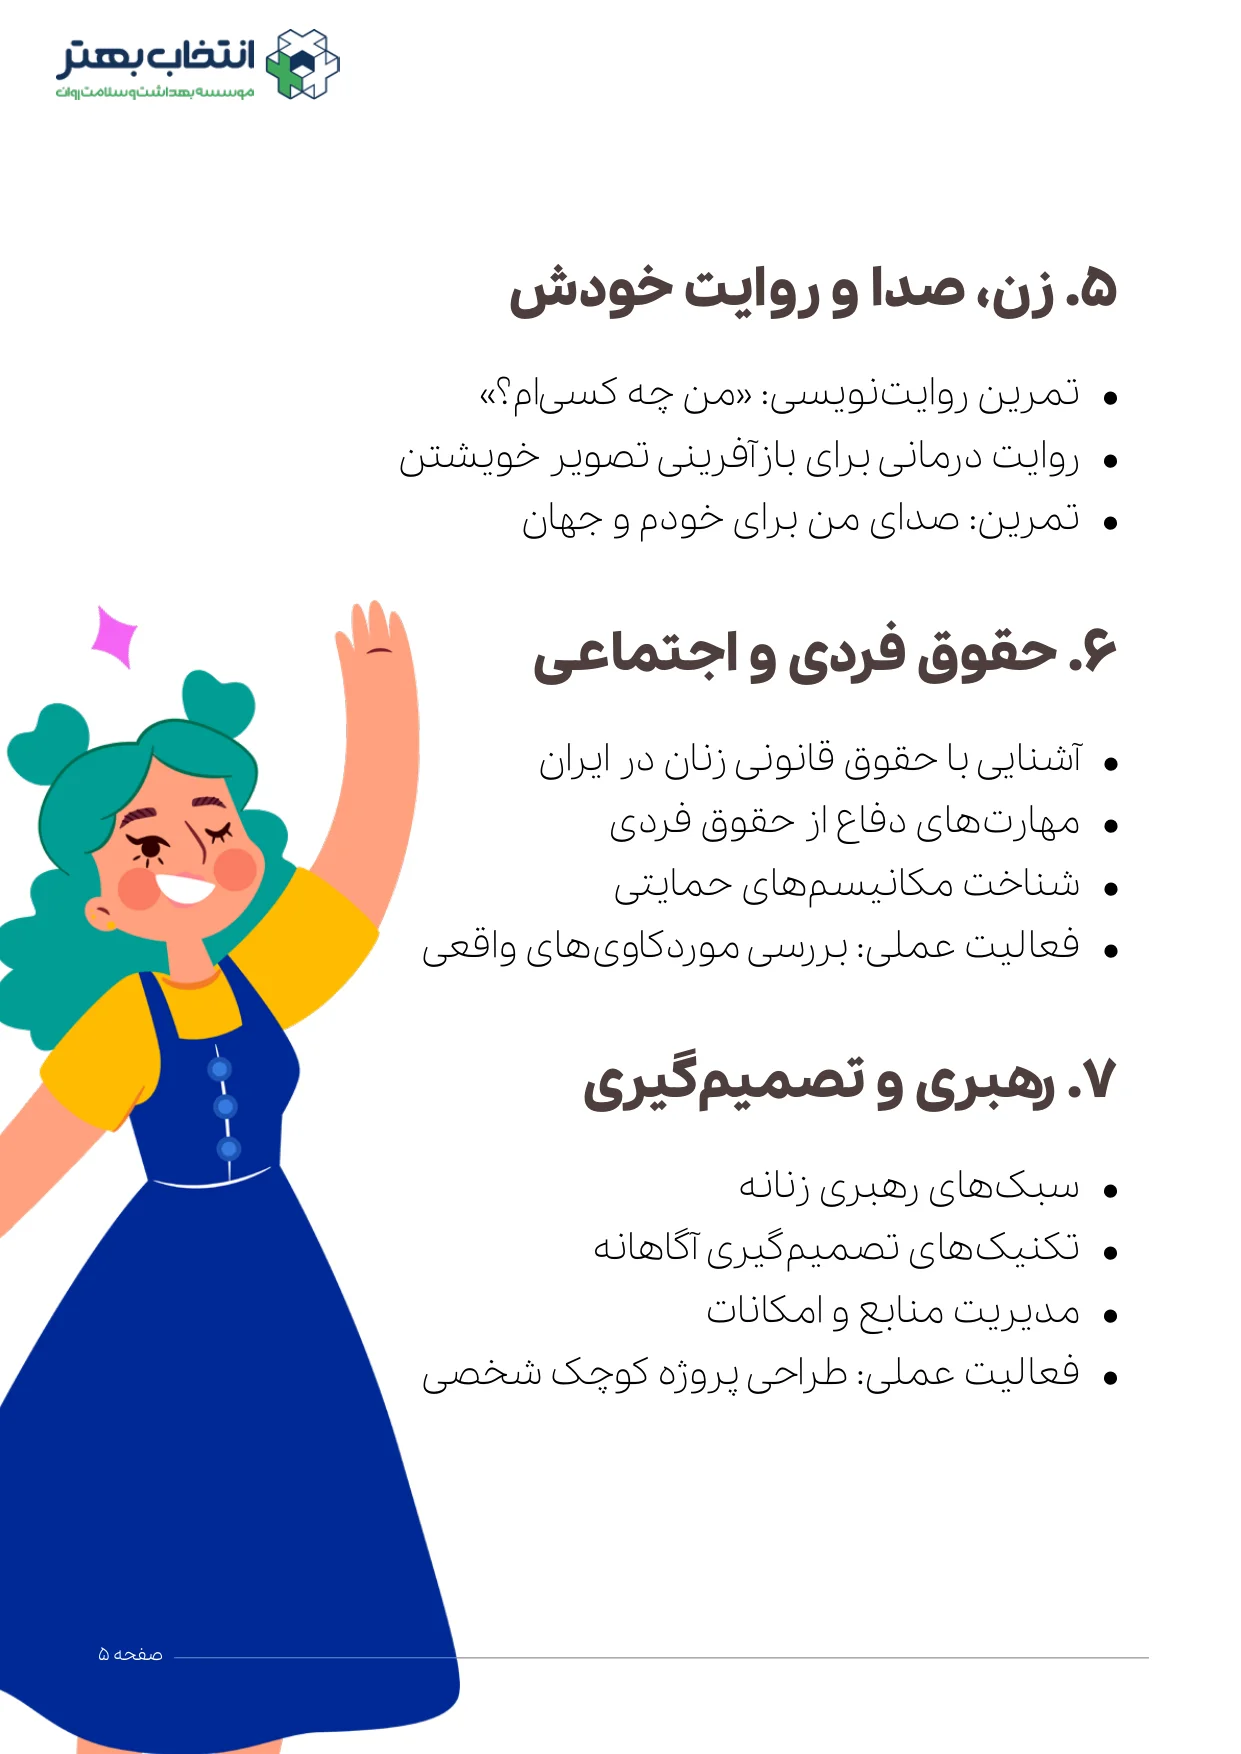 انتخاب بهتر
موسسه بهداشت و سلامت روان
۵. زن، صدا و روایت خودش
• تمرین روایت‌نویسی: «من چه کسی‌ام؟»
• روایت درمانی برای بازآفرینی تصویر خویشتن
• تمرین: صدای من برای خودم و جهان
۶. حقوق فردی و اجتماعی
• آشنایی با حقوق قانونی زنان در ایران
• مهارت‌های دفاع از حقوق فردی
• شناخت مکانیسم‌های حمایتی
• فعالیت عملی: بررسی موردکاوی‌های واقعی
۷. رهبری و تصمیم‌گیری
• سبک‌های رهبری زنانه
• تکنیک‌های تصمیم‌گیری آگاهانه
• مدیریت منابع و امکانات
• فعالیت عملی: طراحی پروژه کوچک شخصی
صفحه ۵